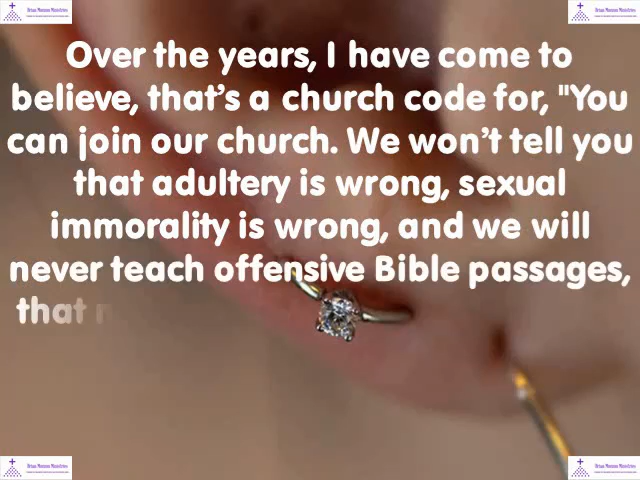 Over the years, I have come to
believe, that’s a church code for, "You
can join our church. We won’t tell you
that adultery is wrong, sexual
immorality is wrong, and we will
never teach offensive Bible passages,
that